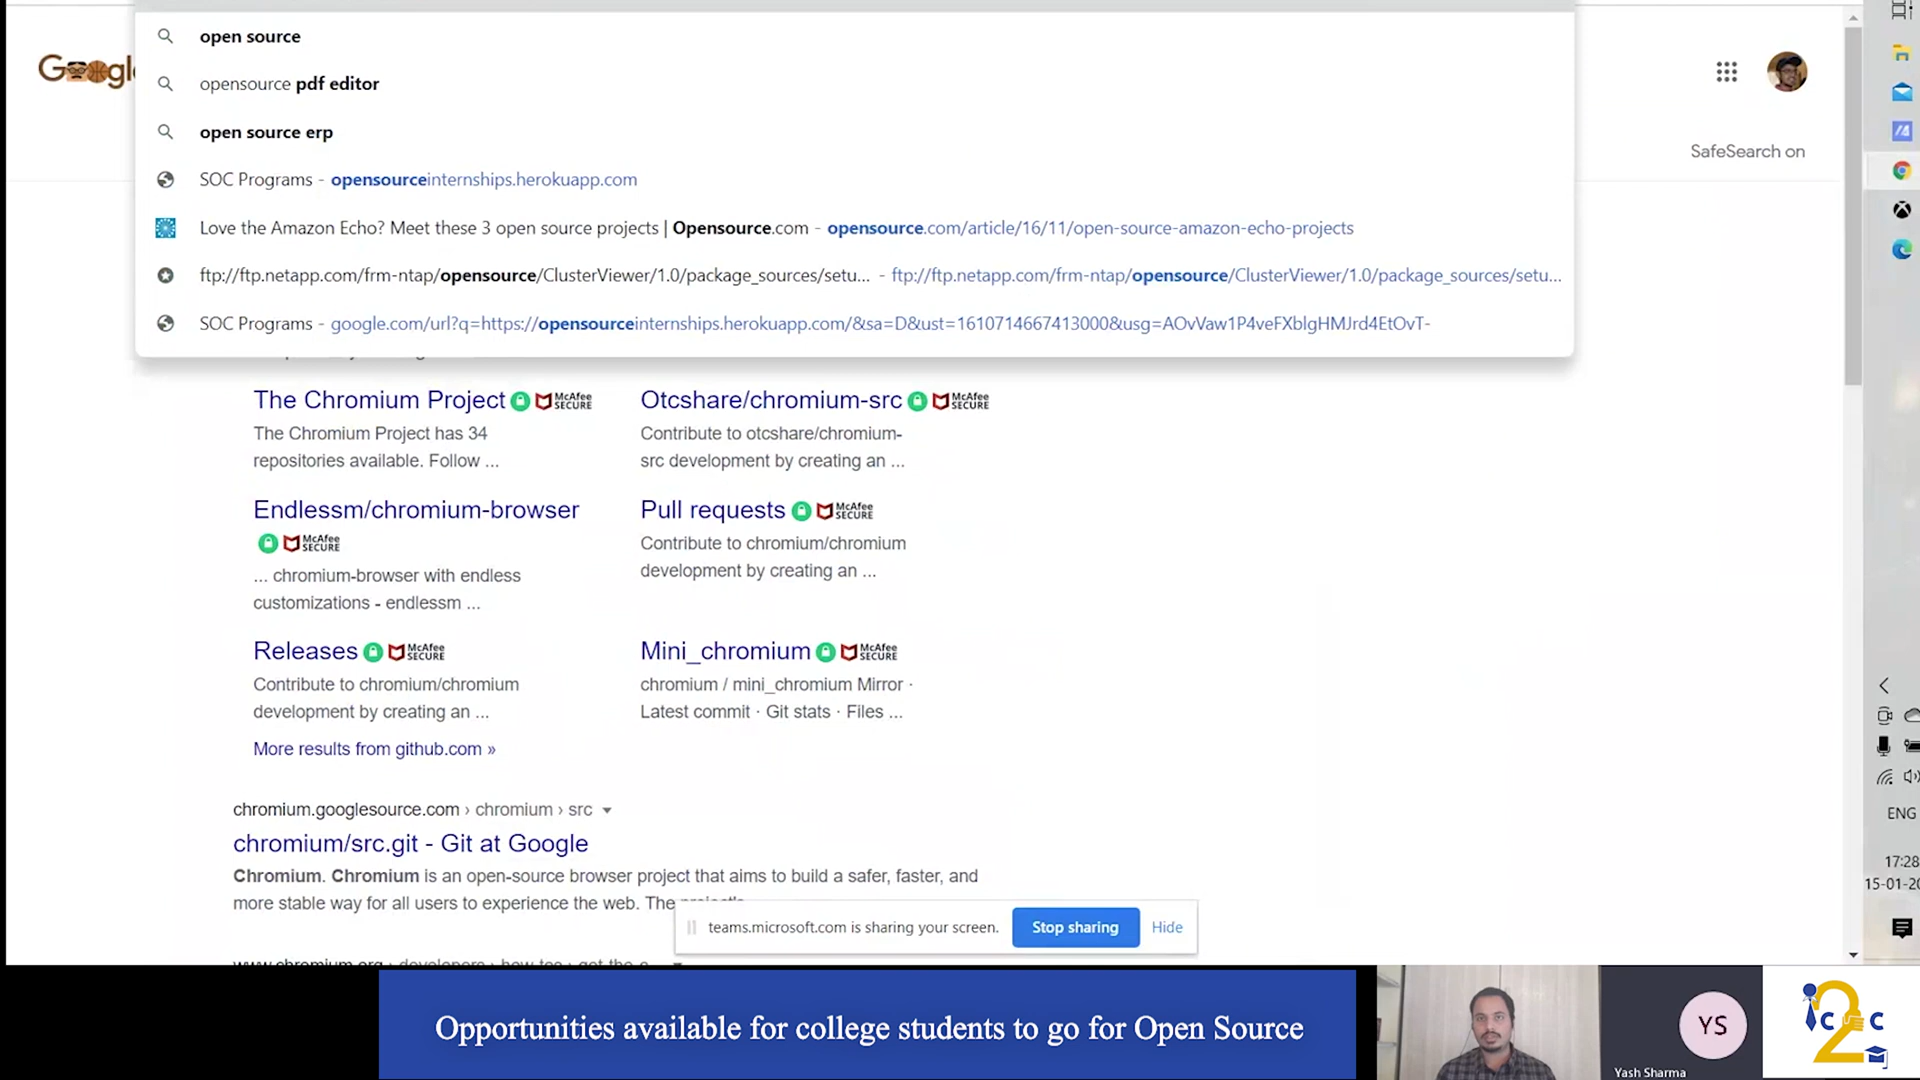 Google
open source
opensource pdf editor
open source erp
SOC Programs - opensourceinternships.herokuapp.com
Love the Amazon Echo? Meet these 3 open source projects | Opensource.com - opensource.com/article/16/11/open-source-amazon-echo-projects
ftp://ftp.netapp.com/frm-ntap/opensource/ClusterViewer/1.0/package_sources/setu... - ftp://ftp.netapp.com/frm-ntap/opensource/ClusterViewer/1.0/package_sources/setu...
SOC Programs - google.com/url?q=https://opensourceinternships.herokuapp.com/&sa=D&ust=1610714667413000&usg=AOvVaw1P4veFXblgHMJrd4EtOvT-
SafeSearch on
The Chromium Project McAfee SECURE
The Chromium Project has 34
repositories available. Follow ...
Otcshare/chromium-src McAfee SECURE
Contribute to otcshare/chromium-
src development by creating an ...
Endlessm/chromium-browser
McAfee SECURE
... chromium-browser with endless
customizations - endlessm ...
Pull requests McAfee SECURE
Contribute to chromium/chromium
development by creating an ...
Releases McAfee SECURE
Contribute to chromium/chromium
development by creating an ...
Mini_chromium McAfee SECURE
chromium / mini_chromium Mirror ·
Latest commit · Git stats · Files ...
More results from github.com »
chromium.googlesource.com › chromium › src
chromium/src.git - Git at Google
Chromium. Chromium is an open-source browser project that aims to build a safer, faster, and
more stable way for all users to experience the web. The project's
teams.microsoft.com is sharing your screen. Stop sharing Hide
ENG
17:28
15-01-20
Opportunities available for college students to go for Open Source
YS
Yash Sharma
C2C